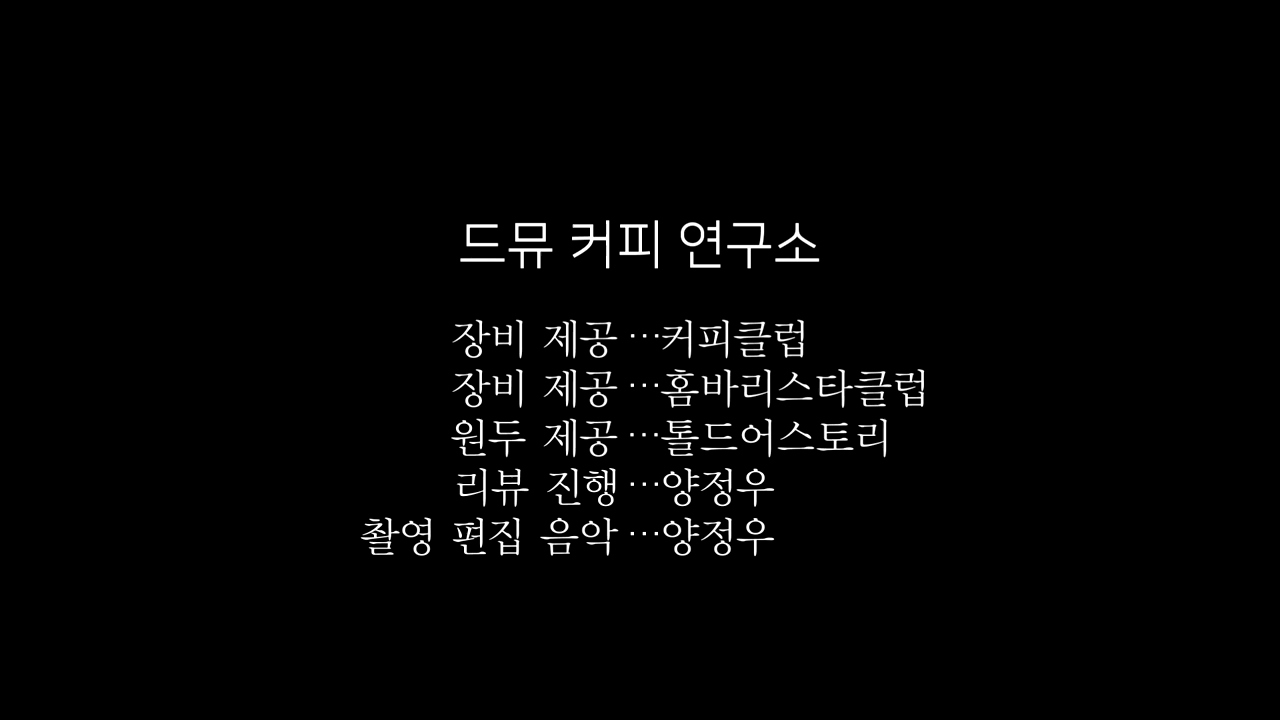 드뮤 커피 연구소
장비 제공 …커피클럽
장비 제공 …홈바리스타클럽
원두 제공 …톨드어스토리
리뷰 진행 …양정우
촬영 편집 음악 …양정우